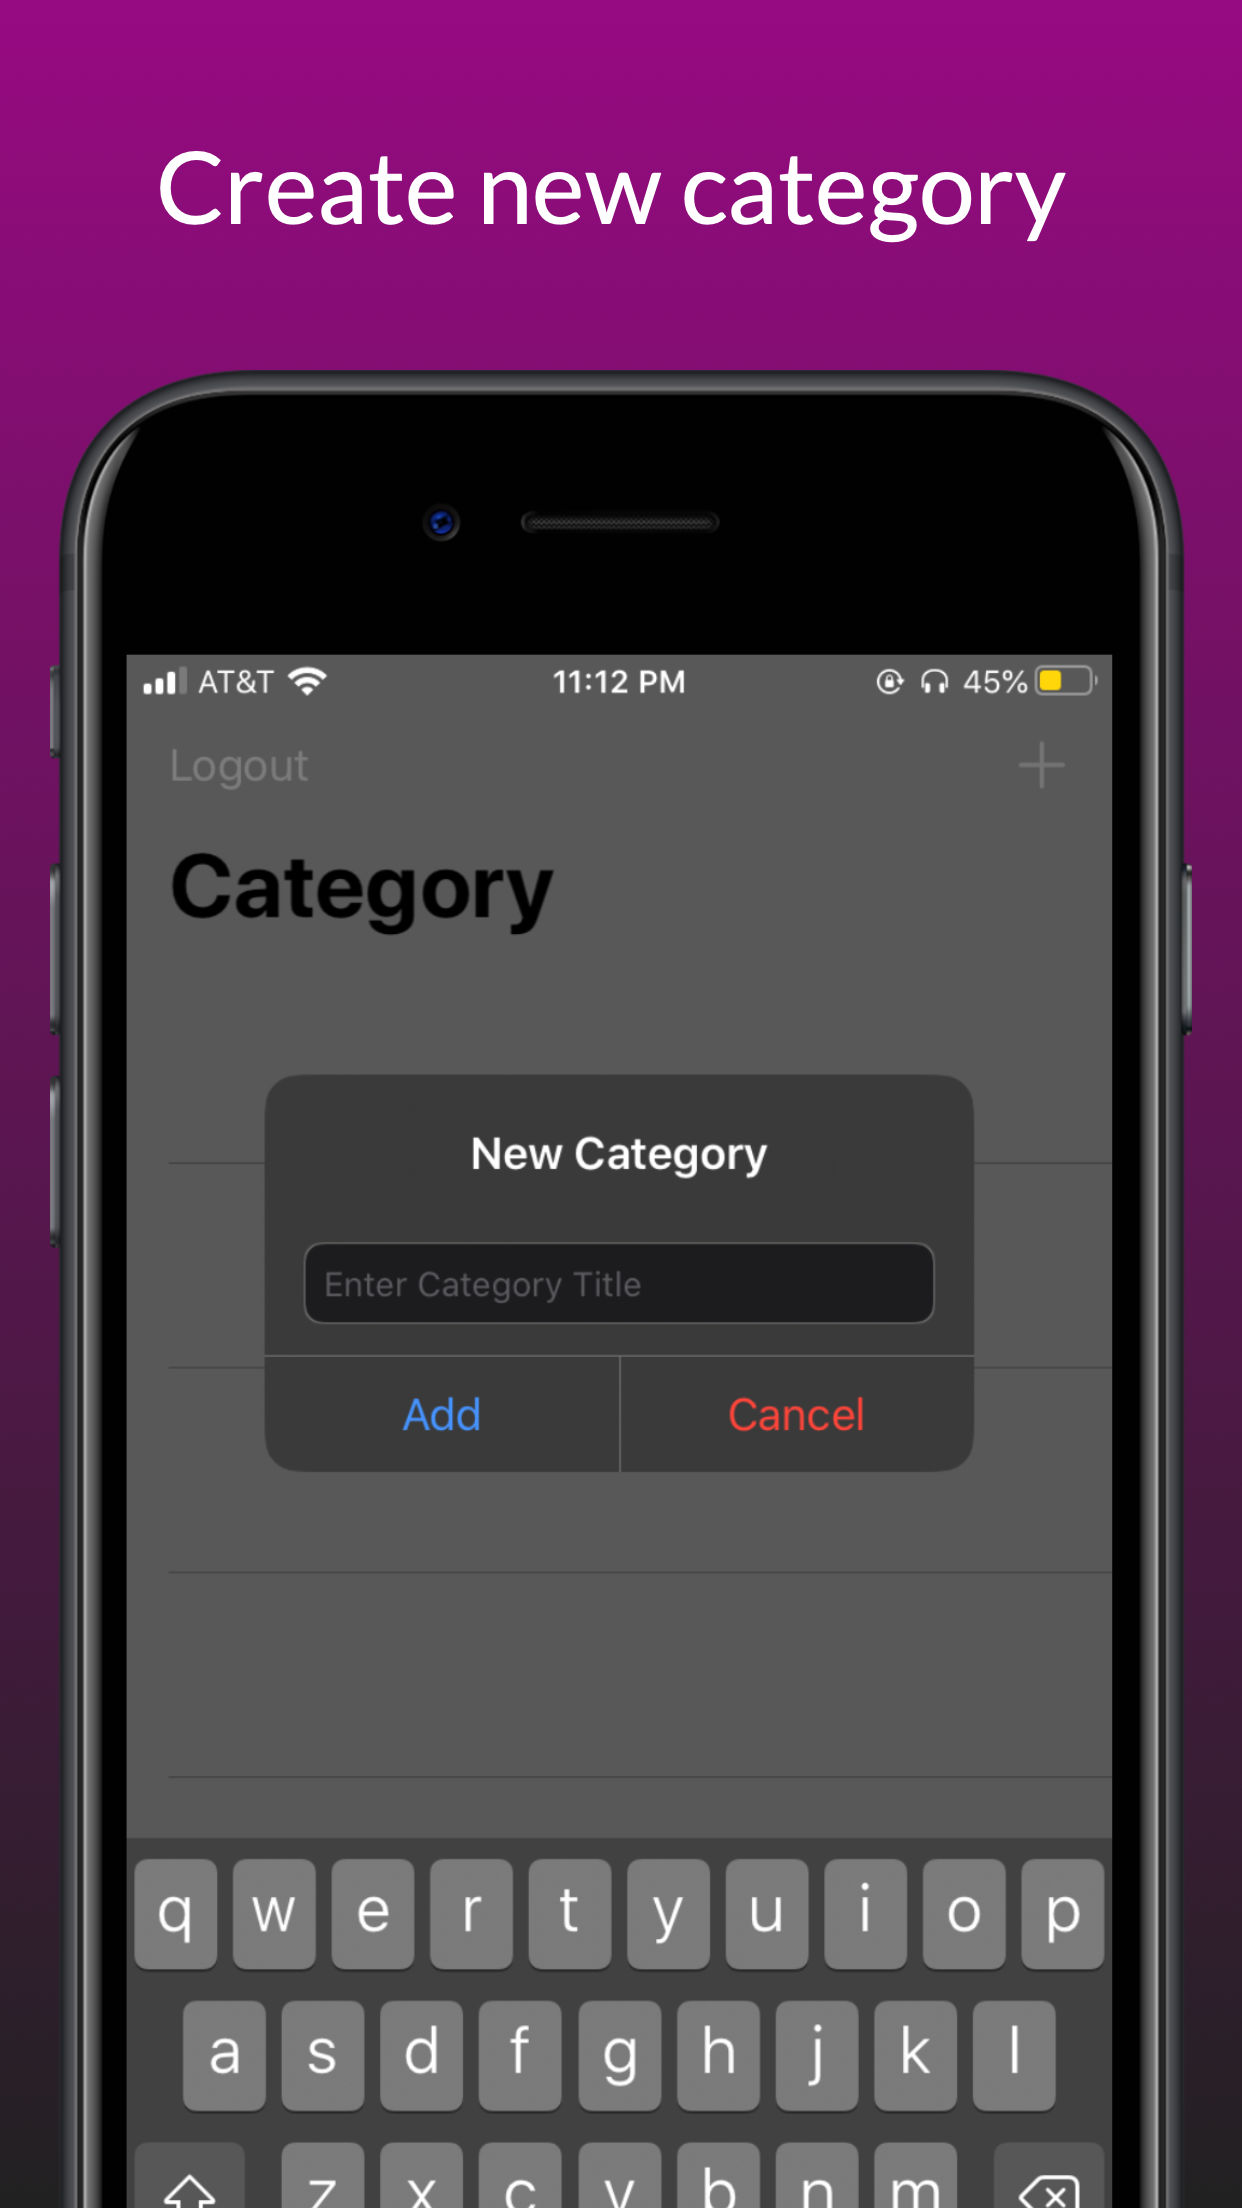 Create new category
AT&T 11:12 PM 45%
Logout +
Category
New Category
Enter Category Title
Add Cancel
q w e r t y u i o p
a s d f g h j k l
z x c v b n m